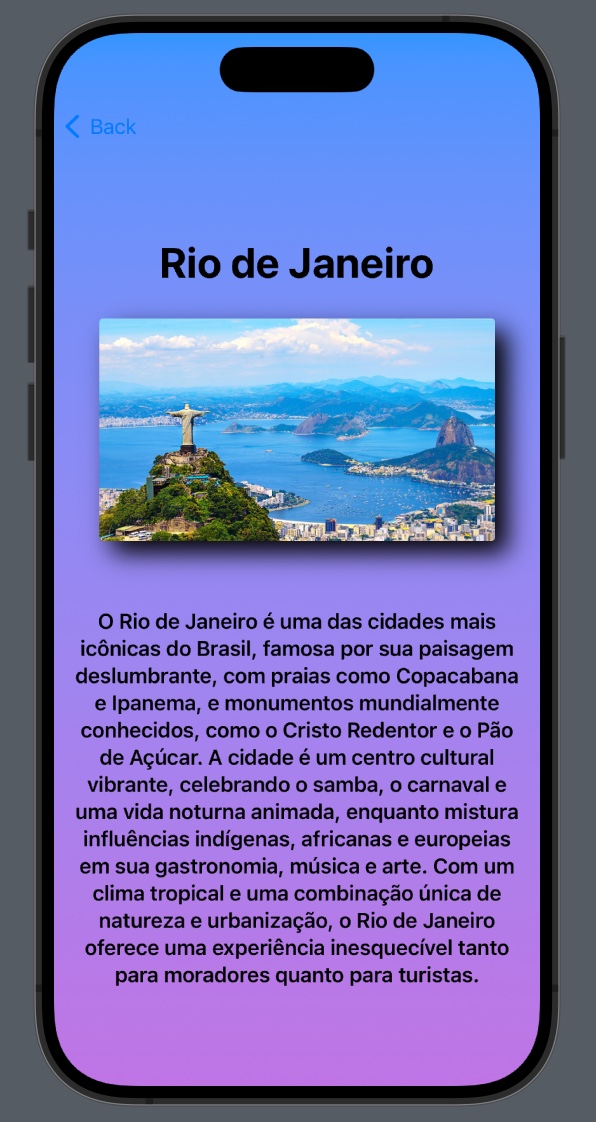 Back
Rio de Janeiro
O Rio de Janeiro é uma das cidades mais
icônicas do Brasil, famosa por sua paisagem
deslumbrante, com praias como Copacabana
e Ipanema, e monumentos mundialmente
conhecidos, como o Cristo Redentor e o Pão
de Açúcar. A cidade é um centro cultural
vibrante, celebrando o samba, o carnaval e
uma vida noturna animada, enquanto mistura
influências indígenas, africanas e europeias
em sua gastronomia, música e arte. Com um
clima tropical e uma combinação única de
natureza e urbanização, o Rio de Janeiro
oferece uma experiência inesquecível tanto
para moradores quanto para turistas.